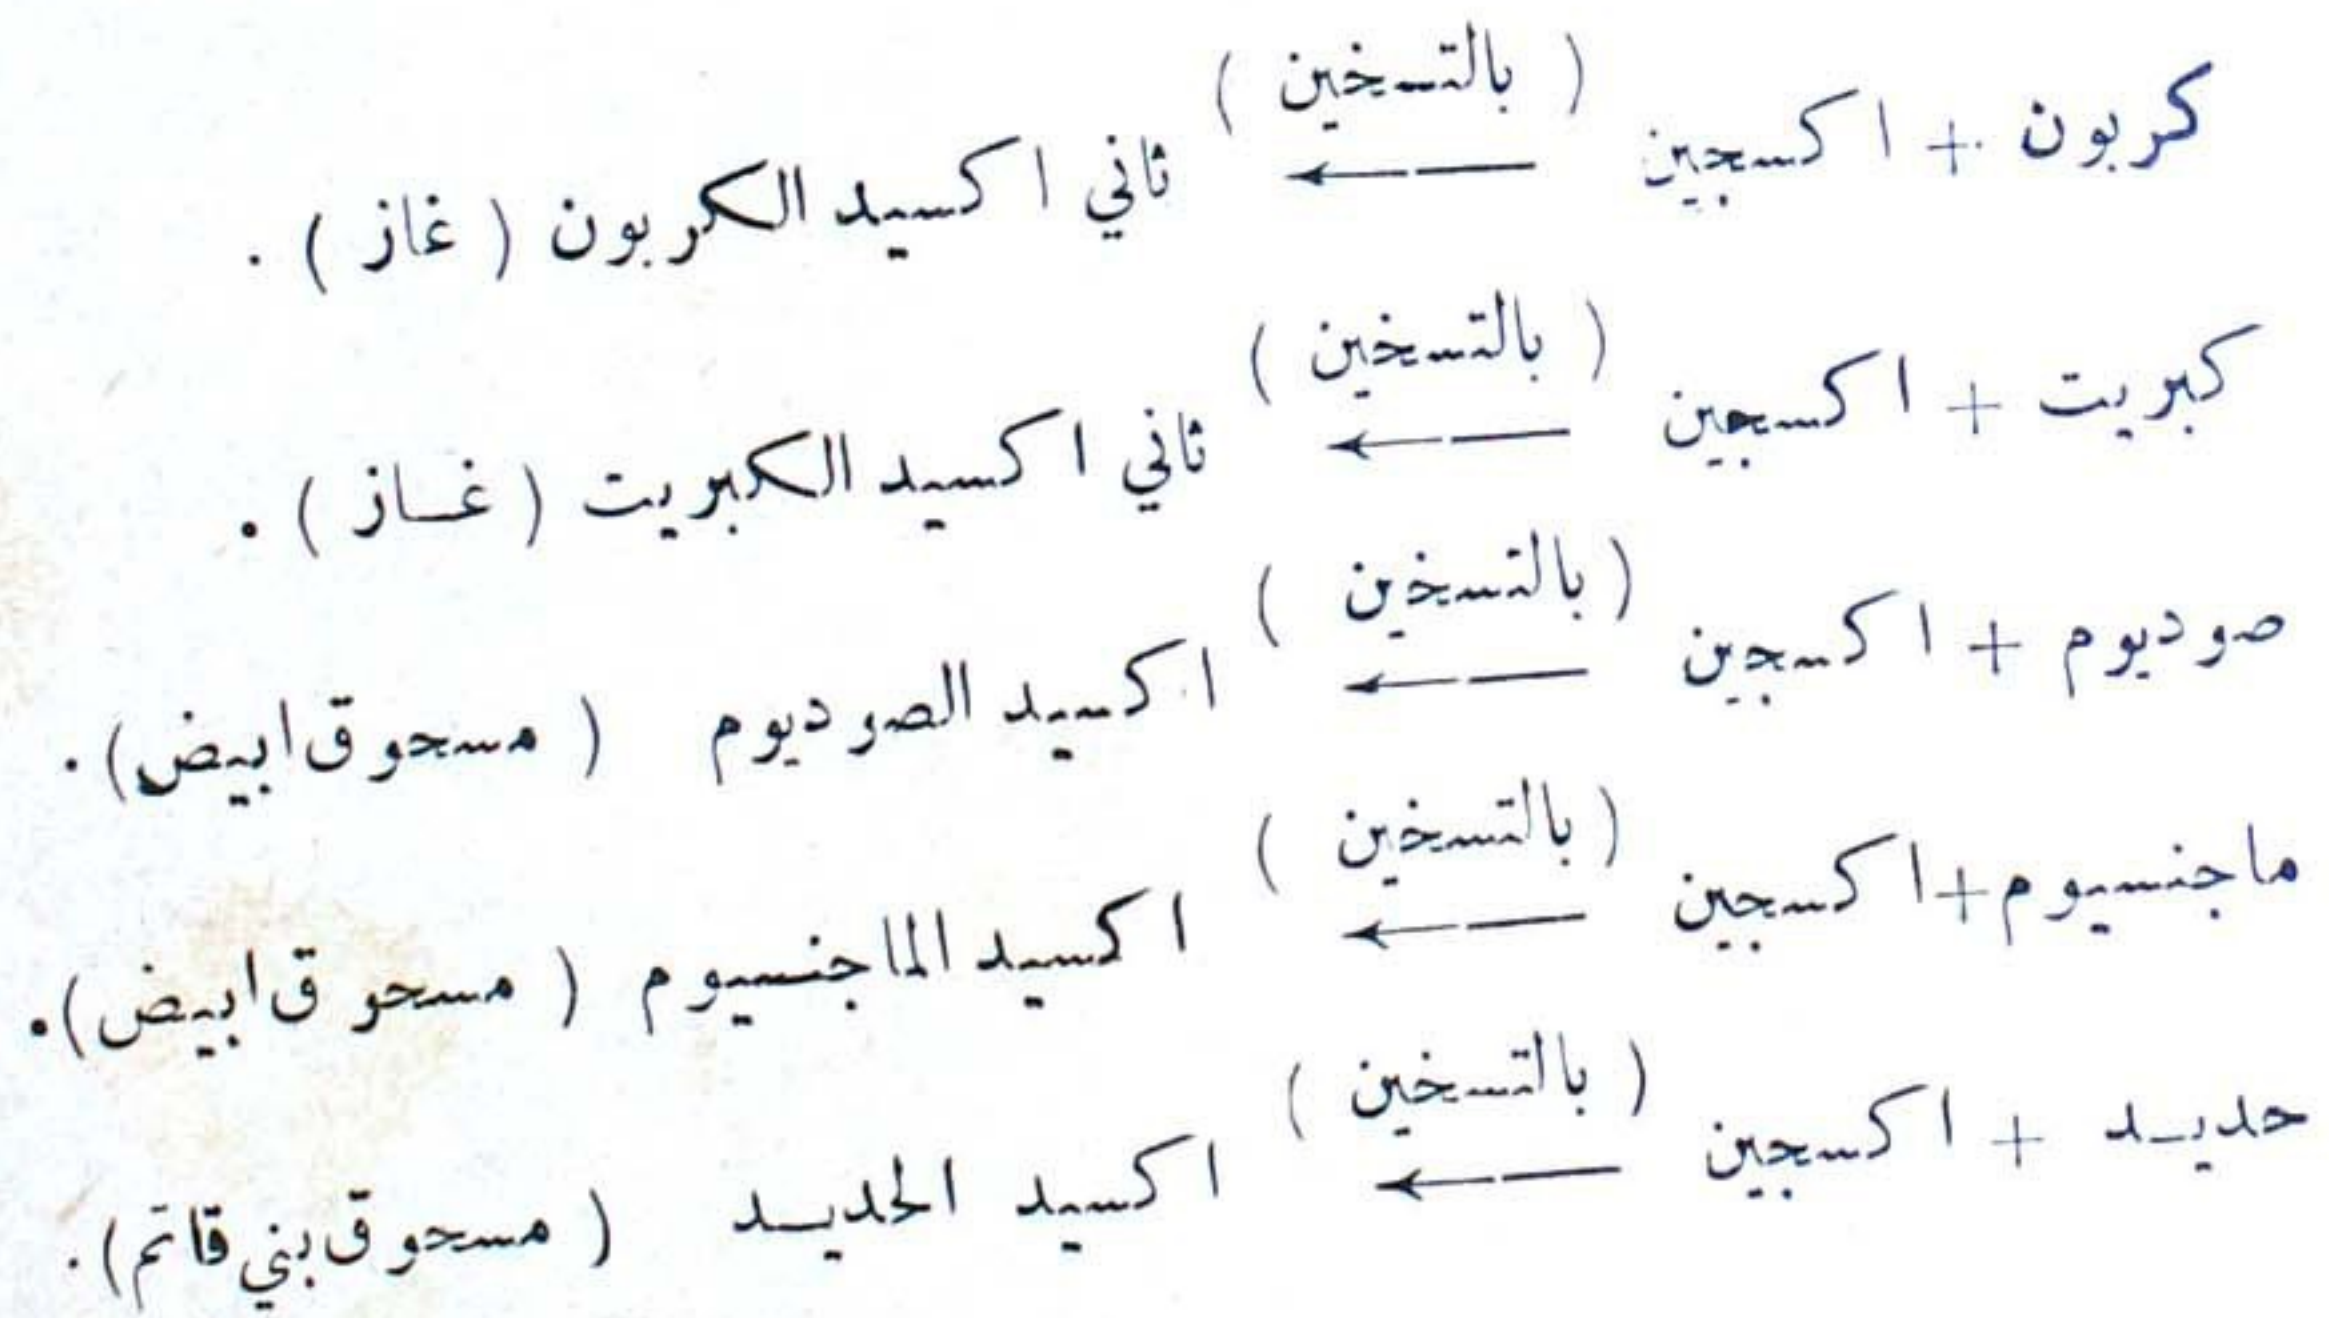 كربون + اكسجين ( بالتسخين ) ← ثاني اكسيد الكربون ( غاز ) .
كبريت + اكسجين ( بالتسخين ) ← ثاني اكسيد الكبريت ( غاز ) .
صوديوم + اكسجين ( بالتسخين ) ← اكسيد الصوديوم ( مسحوق ابيض ) .
ماجنسيوم + اكسجين ( بالتسخين ) ← اكسيد الماجنسيوم ( مسحوق ابيض ) .
حديد + اكسجين ( بالتسخين ) ← اكسيد الحديد ( مسحوق بني قاتم ) .